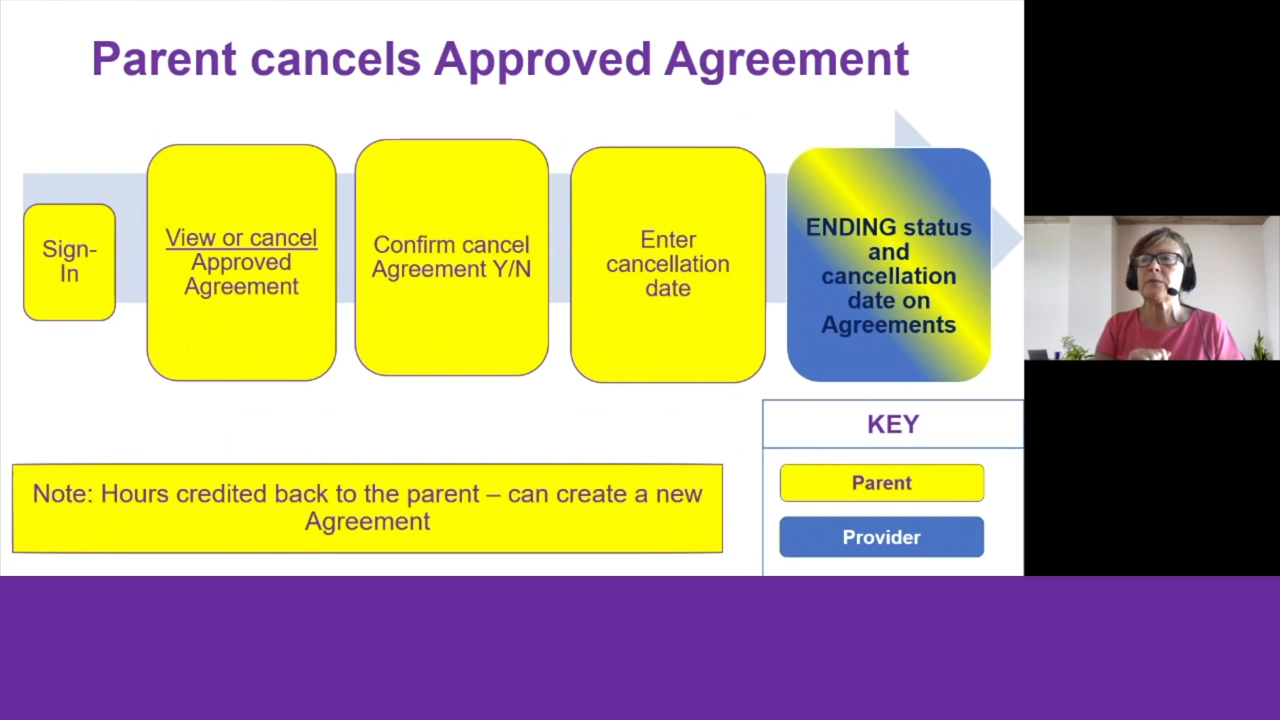 Parent cancels Approved Agreement
Sign-
In
View or cancel
Approved
Agreement
Confirm cancel
Agreement Y/N
Enter
cancellation
date
ENDING status
and
cancellation
date on
Agreements
KEY
Parent
Provider
Note: Hours credited back to the parent – can create a new
Agreement